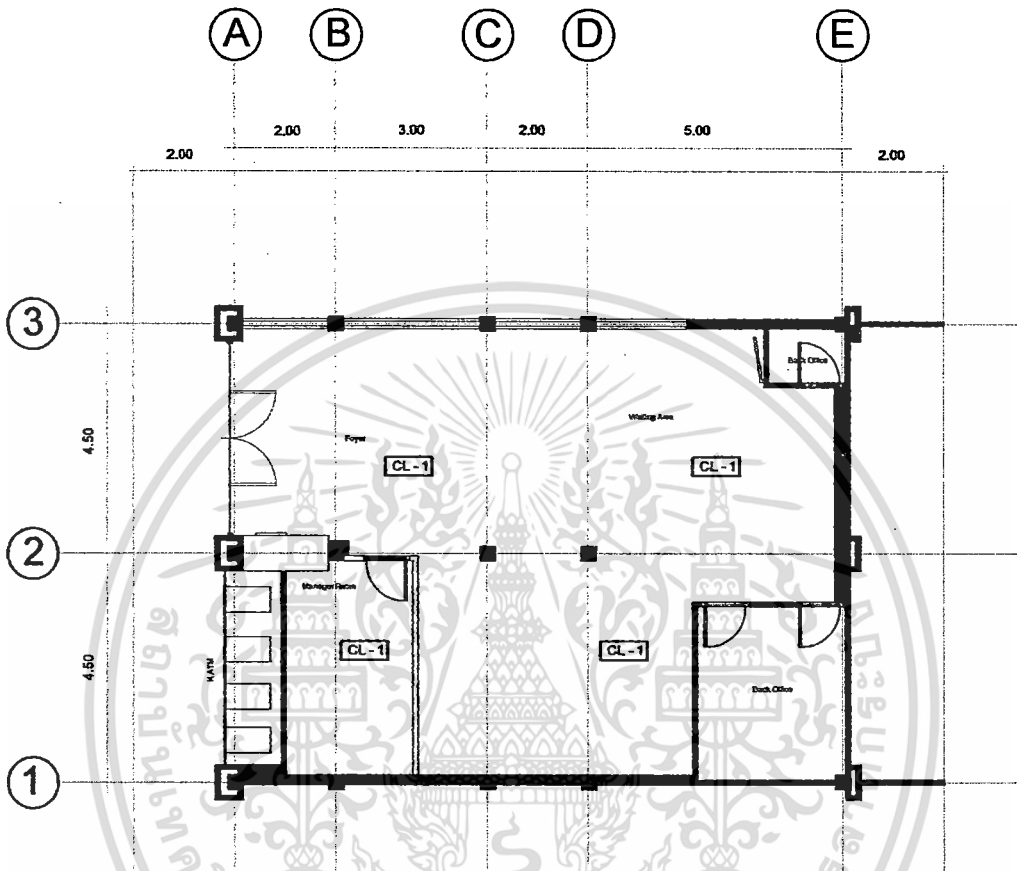 A B C D E
2.00 3.00 2.00 5.00
2.00 2.00
3
Back Office
Waiting Area
4.50
Foyer
CL - 1 CL - 1
2
Manager Room
4.50
CL - 1 CL - 1
Back Office
1